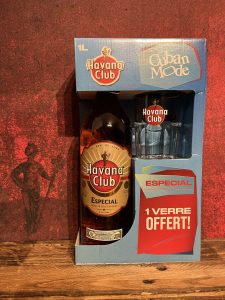 1L
Havana
Club
Cuban
Mode
Havana
Club
Havana
Club
ESPECIAL
ESPECIAL
1 VERRE
OFFERT!